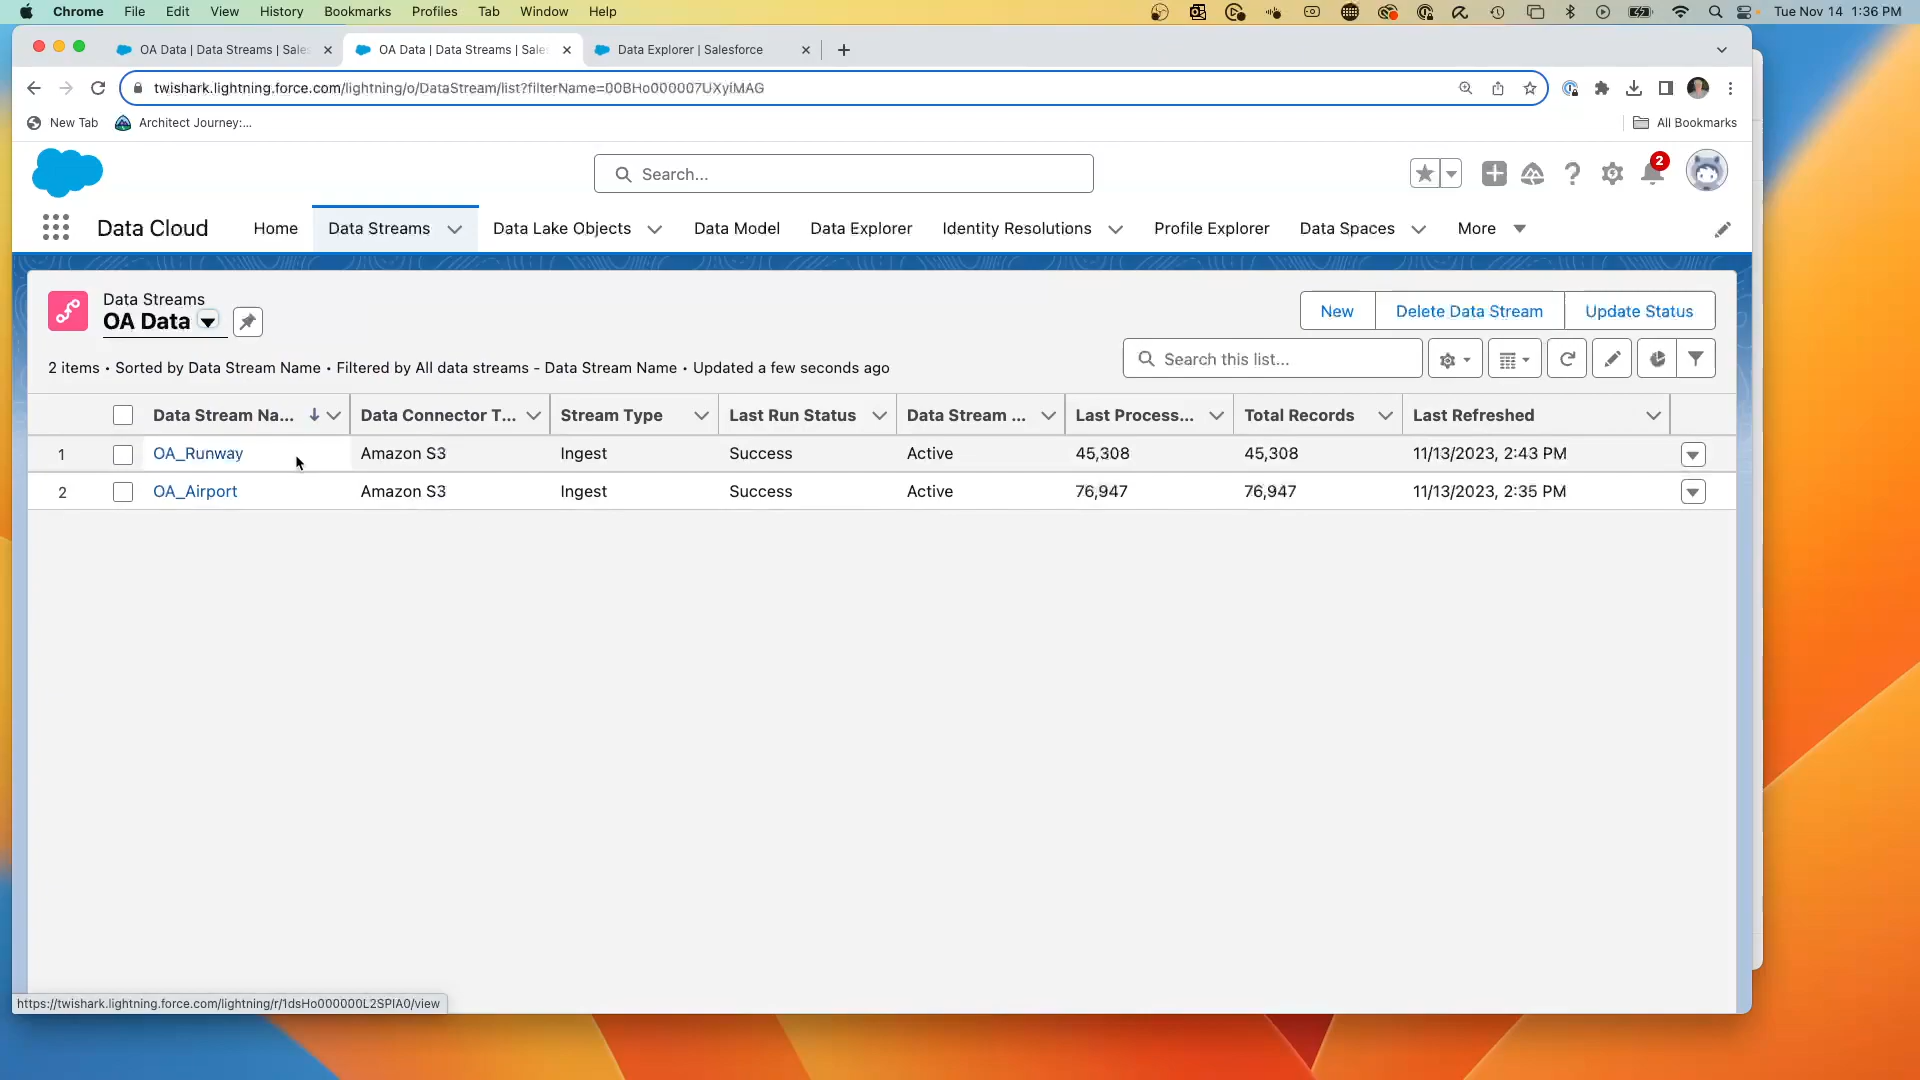 Chrome File Edit View History Bookmarks Profiles Tab Window Help Tue Nov 14 1:36 PM
OA Data | Data Streams | Sales OA Data | Data Streams | Sale Data Explorer | Salesforce
twishark.lightning.force.com/lightning/o/DataStream/list?filterName=00BHo000007UXyiMAG
New Tab Architect Journey:... All Bookmarks
Search... 2
Data Cloud Home Data Streams Data Lake Objects Data Model Data Explorer Identity Resolutions Profile Explorer Data Spaces More
Data Streams
OA Data New Delete Data Stream Update Status
2 items • Sorted by Data Stream Name • Filtered by All data streams - Data Stream Name • Updated a few seconds ago Search this list...
Data Stream Na... Data Connector T... Stream Type Last Run Status Data Stream ... Last Process... Total Records Last Refreshed
1 OA_Runway Amazon S3 Ingest Success Active 45,308 45,308 11/13/2023, 2:43 PM
2 OA_Airport Amazon S3 Ingest Success Active 76,947 76,947 11/13/2023, 2:35 PM
https://twishark.lightning.force.com/lightning/r/1dsHo000000L2SPIA0/view